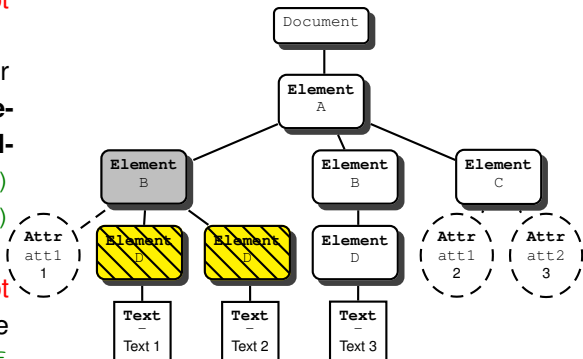 Document
Element
A
Element
B
Element
B
Element
C
Attr
att1
1
Element
D
Element
D
Element
D
Attr
att1
2
Attr
att2
3
Text
–
Text 1
Text
–
Text 2
Text
–
Text 3